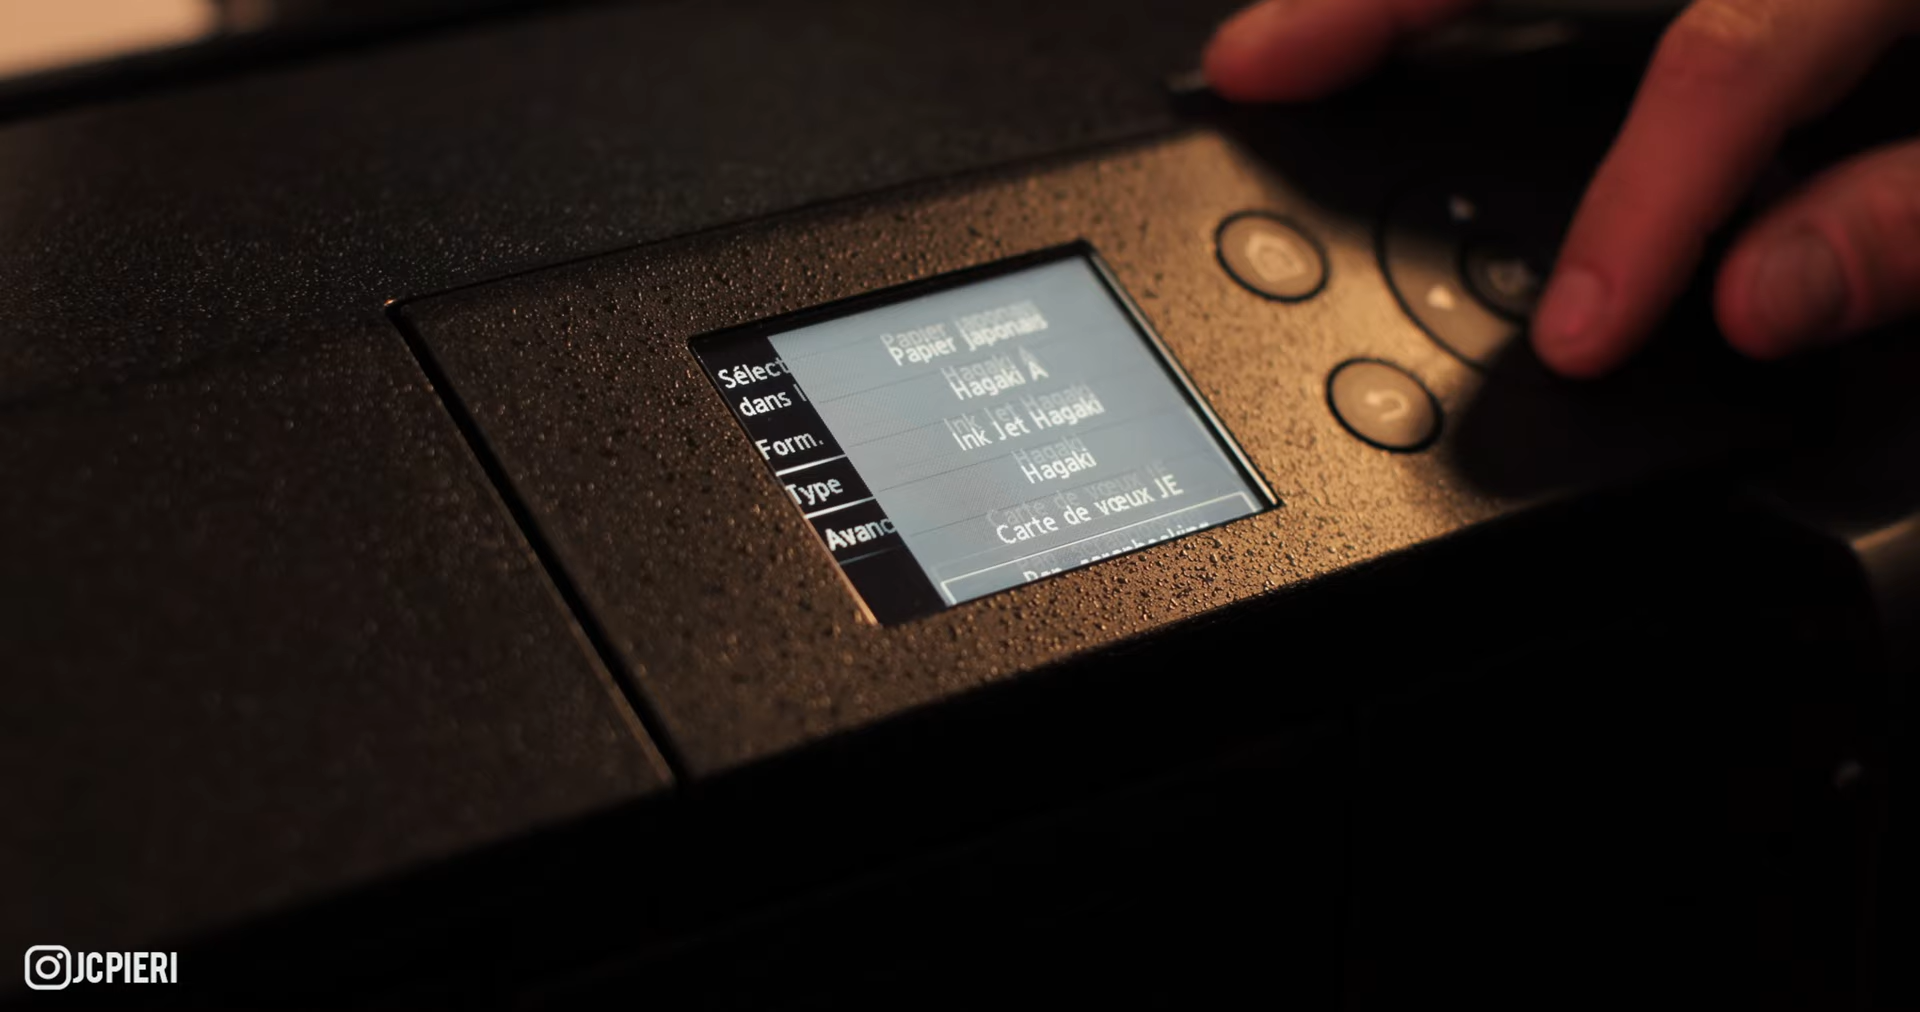 Sélect
dans l
Form.
Type
Avanc
Papier Japonais
Hagaki A
Ink Jet Hagaki
Hagaki
Carte de vœux JE
JCPIERI